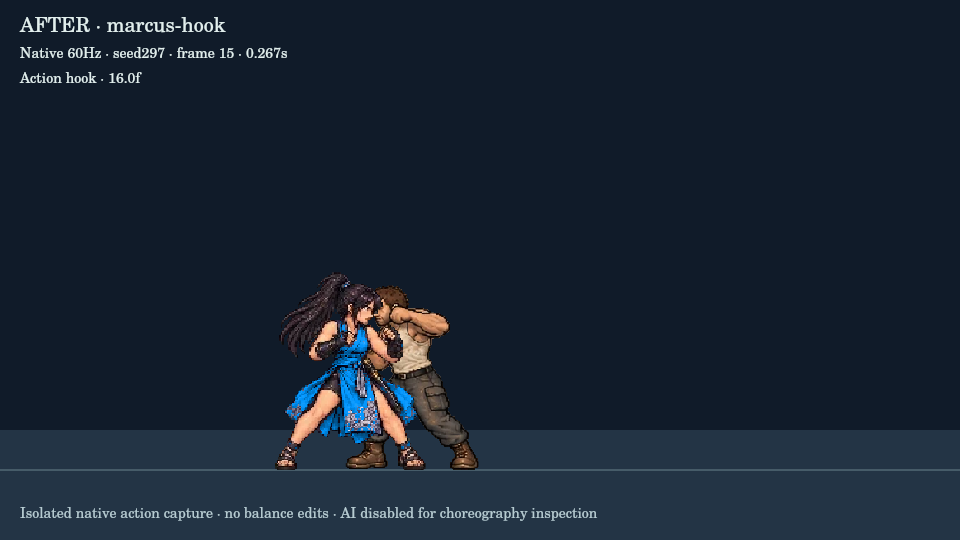 AFTER · marcus-hook
Native 60Hz · seed297 · frame 15 · 0.267s
Action hook · 16.0f
Isolated native action capture · no balance edits · AI disabled for choreography inspection